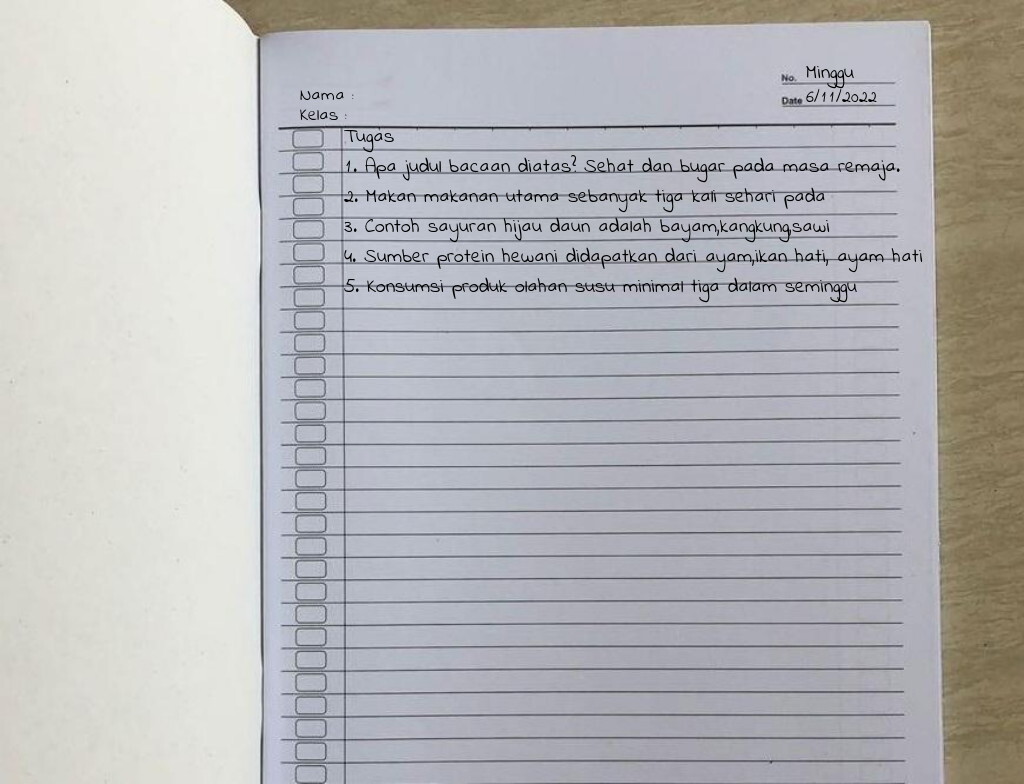 No. Minggu
Nama :
Date 6/11/2022
Kelas :
Tugas
1. Apa judul bacaan diatas? Sehat dan bugar pada masa remaja.
2. Makan makanan utama sebanyak tiga kali sehari pada
3. Contoh sayuran hijau daun adalah bayam,kangkung,sawi
4. Sumber protein hewani didapatkan dari ayam,ikan hati, ayam hati
5. Konsumsi produk olahan susu minimal tiga dalam seminggu